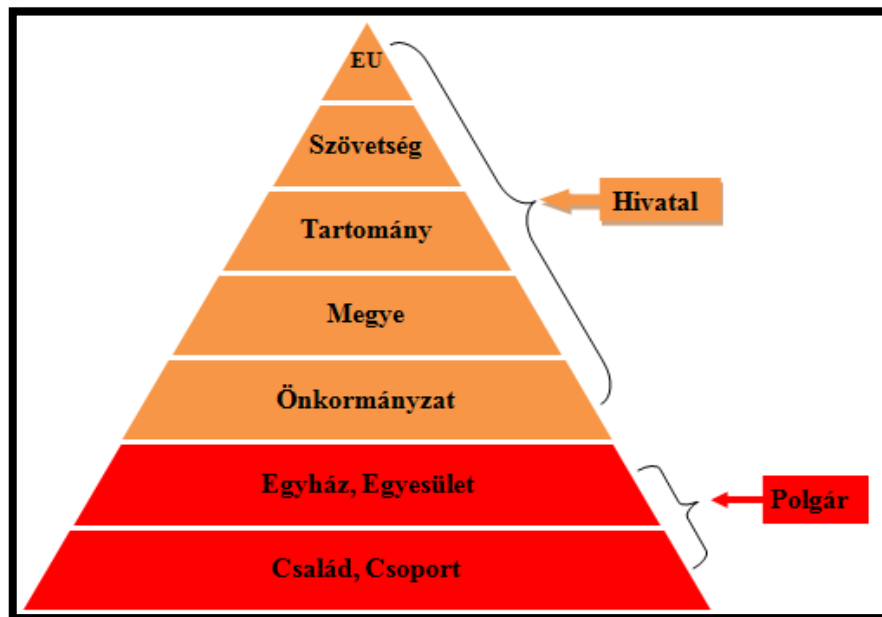 EU
Szövetség
Hivatal
Tartomány
Megye
Önkormányzat
Egyház, Egyesület
Polgár
Család, Csoport